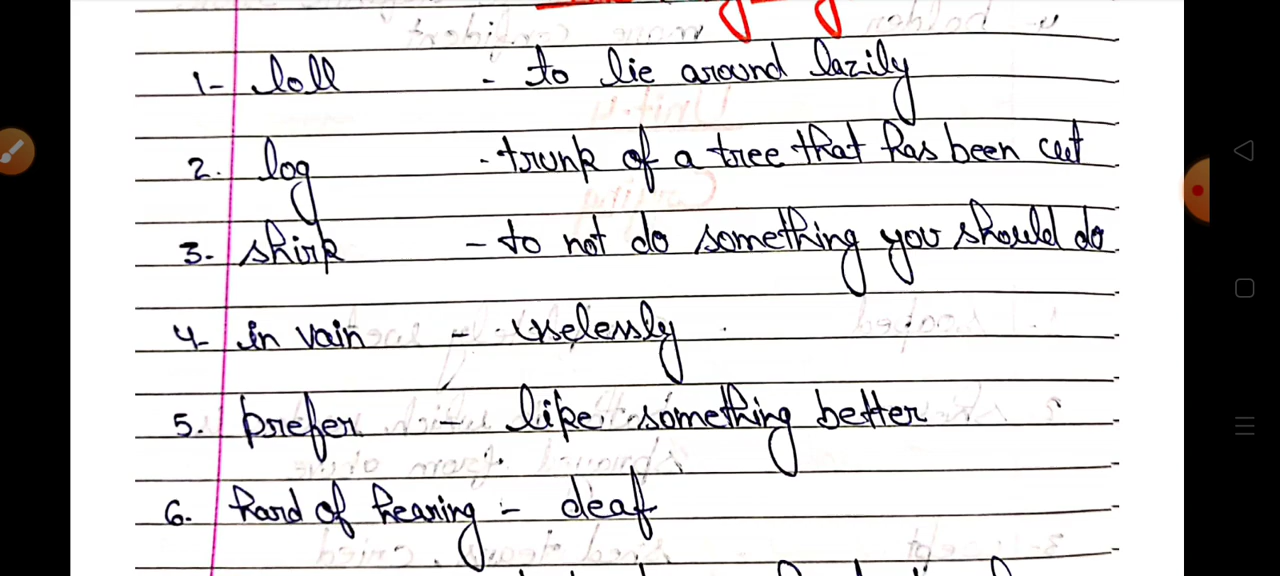 1- loll - to lie around lazily
2. log - trunk of a tree that has been cut
3- shirk - to not do something you should do
4- in vain - uselessly
5. prefer - like something better
6. hard of hearing - deaf